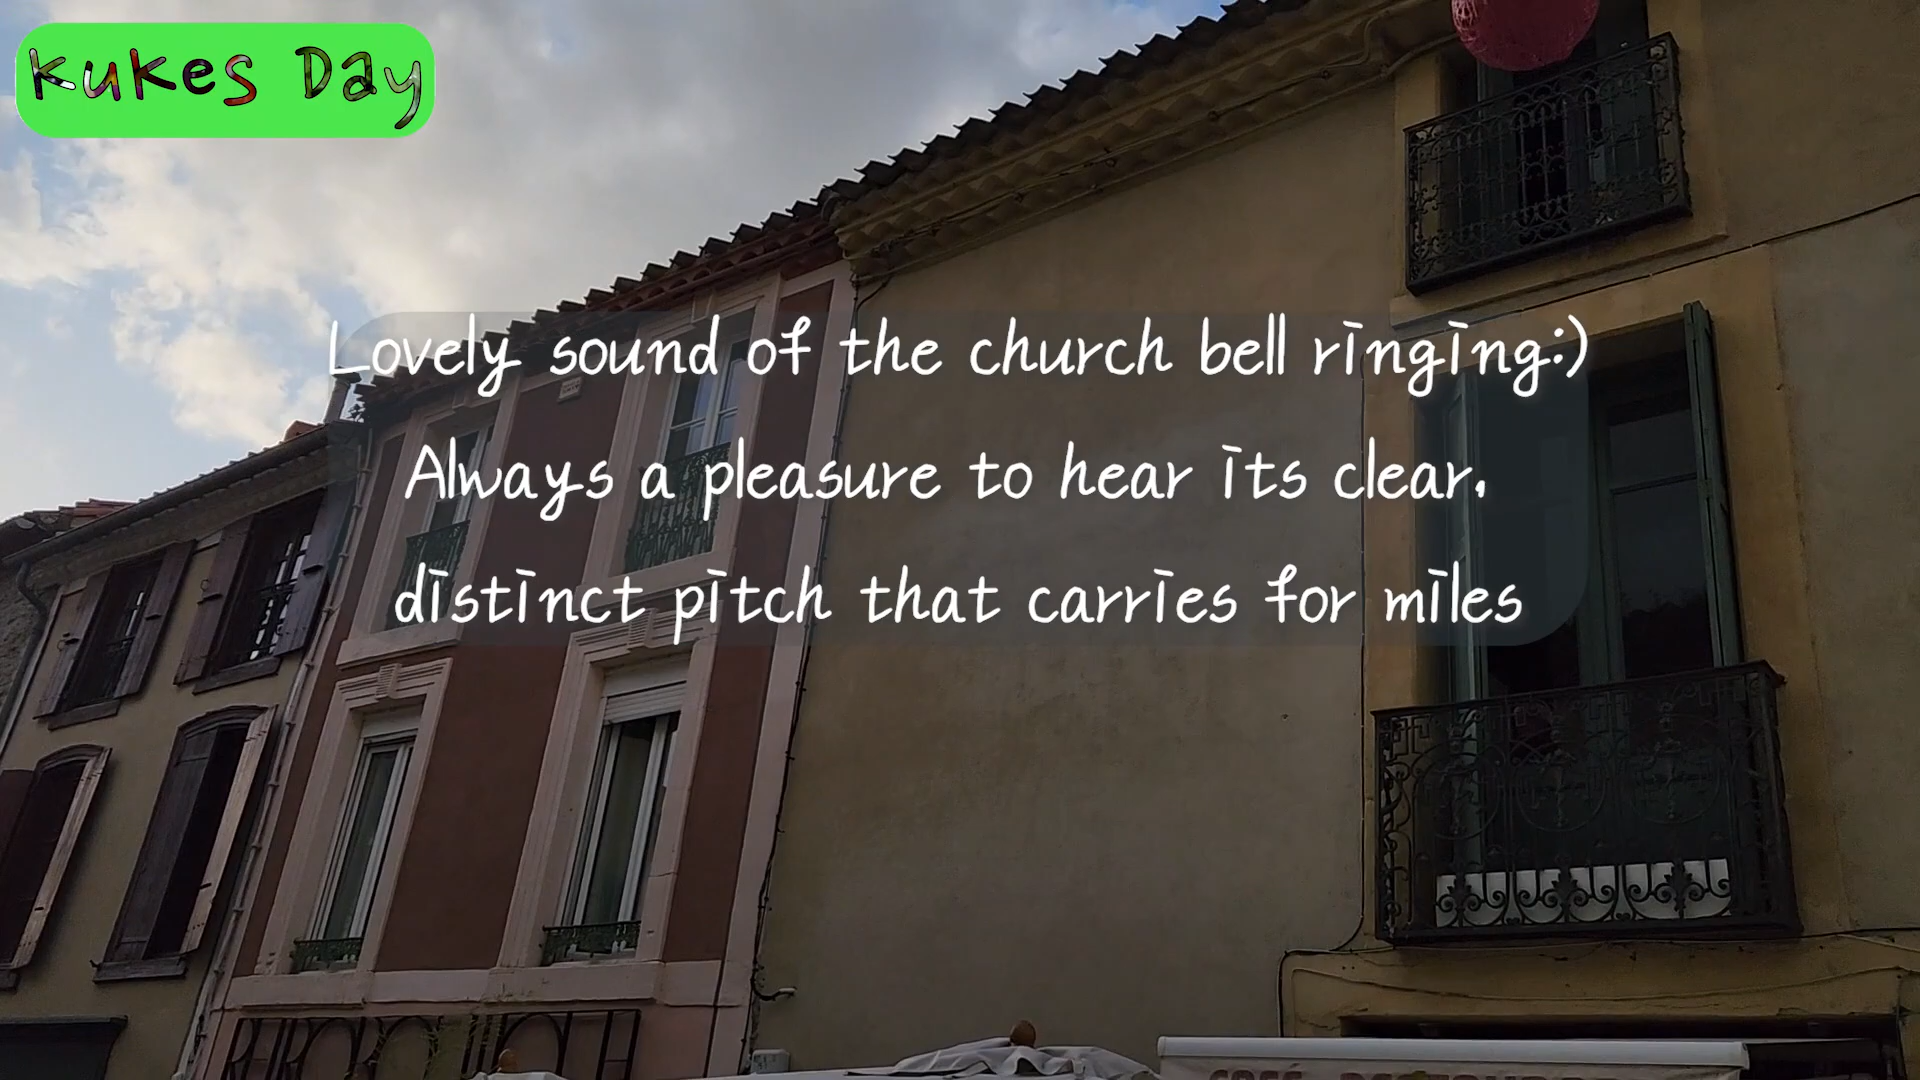 Kukes Day
Lovely sound of the church bell ringing:)
Always a pleasure to hear its clear,
distinct pitch that carries for miles